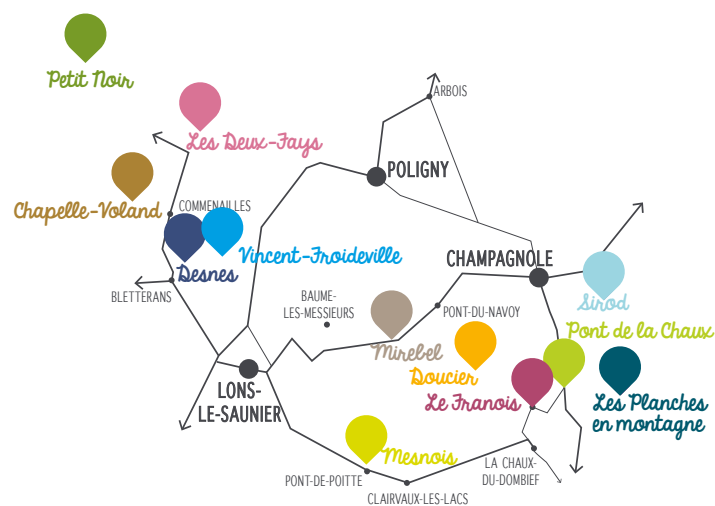 Petit Noir
ARBOIS
Les Deux-Fays
POLIGNY
Chapelle-Voland
COMMENAILLES
Vincent-Froideville
Desnes
CHAMPAGNOLE
BLETTERANS
BAUME-
LES-MESSIEURS
PONT-DU-NAVOY
Sirod
Pont de la Chaux
Mirebel
Doucier
LONS-
LE-SAUNIER
Le Franois
Les Planches
en montagne
Mesnois
PONT-DE-POITTE
LA CHAUX-
DU-DOMBIEF
CLAIRVAUX-LES-LACS